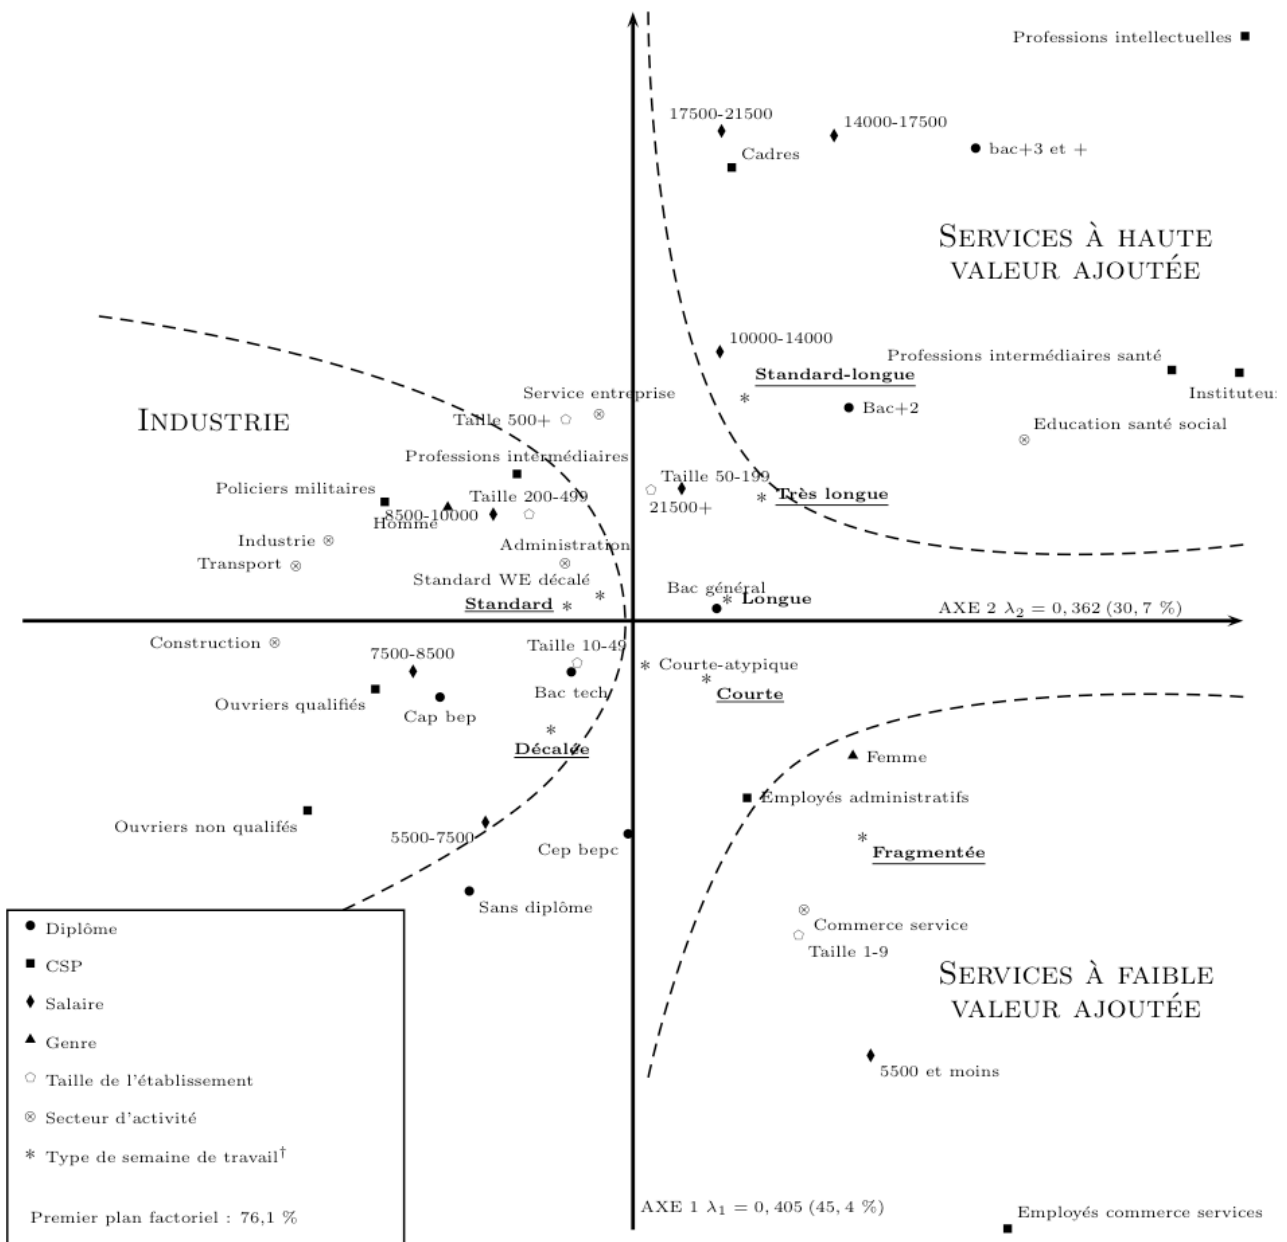 Professions intellectuelles
17500-21500
14000-17500
Cadres
bac+3 et +
SERVICES À HAUTE
VALEUR AJOUTÉE
10000-14000
Professions intermédiaires santé
Standard-longue
Service entreprise
Instituteur
Bac+2
INDUSTRIE
Taille 500+
Education santé social
Professions intermédiaires
Taille 50-199
Policiers militaires
Taille 200-499
Très longue
21500+
8500-10000
Homme
Industrie
Administration
Transport
Standard WE décalé
Bac général
Standard
Longue
AXE 2 λ2 = 0, 362 (30, 7 %)
Construction
Taille 10-49
7500-8500
Courte-atypique
Bac tech
Courte
Ouvriers qualifiés
Cap bep
Décalée
Femme
Employés administratifs
Ouvriers non qualifés
5500-7500
Cep bepc
Fragmentée
Sans diplôme
Commerce service
Diplôme
Taille 1-9
CSP
SERVICES À FAIBLE
VALEUR AJOUTÉE
Salaire
Genre
5500 et moins
Taille de l'établissement
Secteur d'activité
Type de semaine de travail†
AXE 1 λ1 = 0, 405 (45, 4 %)
Employés commerce services
Premier plan factoriel : 76,1 %